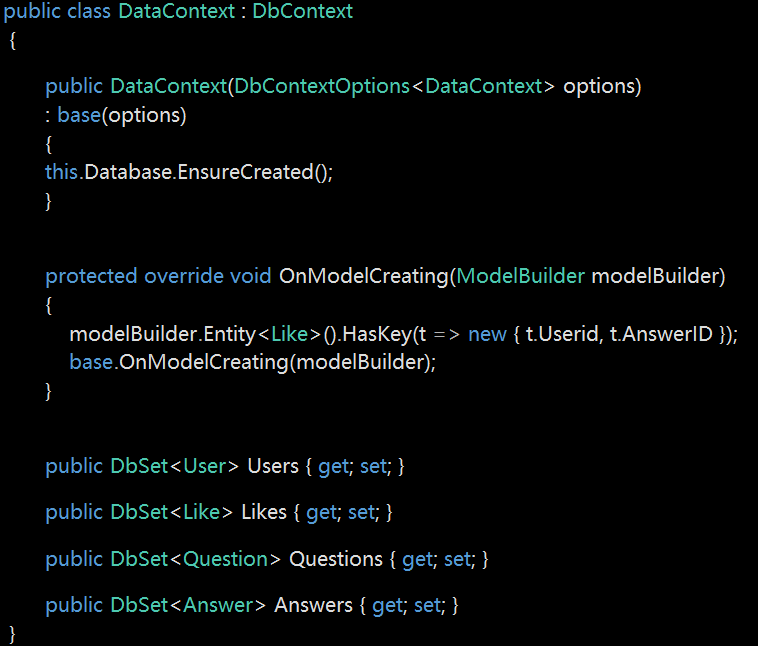 public class DataContext : DbContext
{
public DataContext(DbContextOptions<DataContext> options)
: base(options)
{
this.Database.EnsureCreated();
}
protected override void OnModelCreating(ModelBuilder modelBuilder)
{
modelBuilder.Entity<Like>().HasKey(t => new { t.Userid, t.AnswerID });
base.OnModelCreating(modelBuilder);
}
public DbSet<User> Users { get; set; }
public DbSet<Like> Likes { get; set; }
public DbSet<Question> Questions { get; set; }
public DbSet<Answer> Answers { get; set; }
}